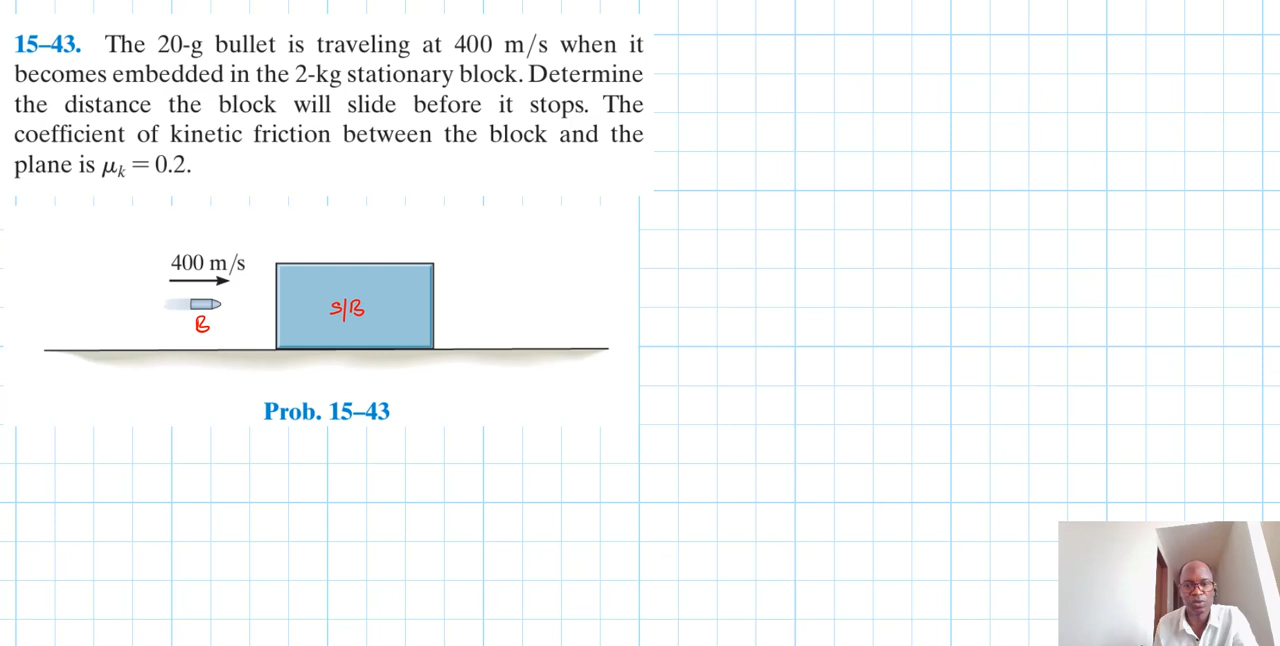 15–43. The 20-g bullet is traveling at 400 m/s when it
becomes embedded in the 2-kg stationary block. Determine
the distance the block will slide before it stops. The
coefficient of kinetic friction between the block and the
plane is μk = 0.2.
400 m/s
S/B
B
Prob. 15–43